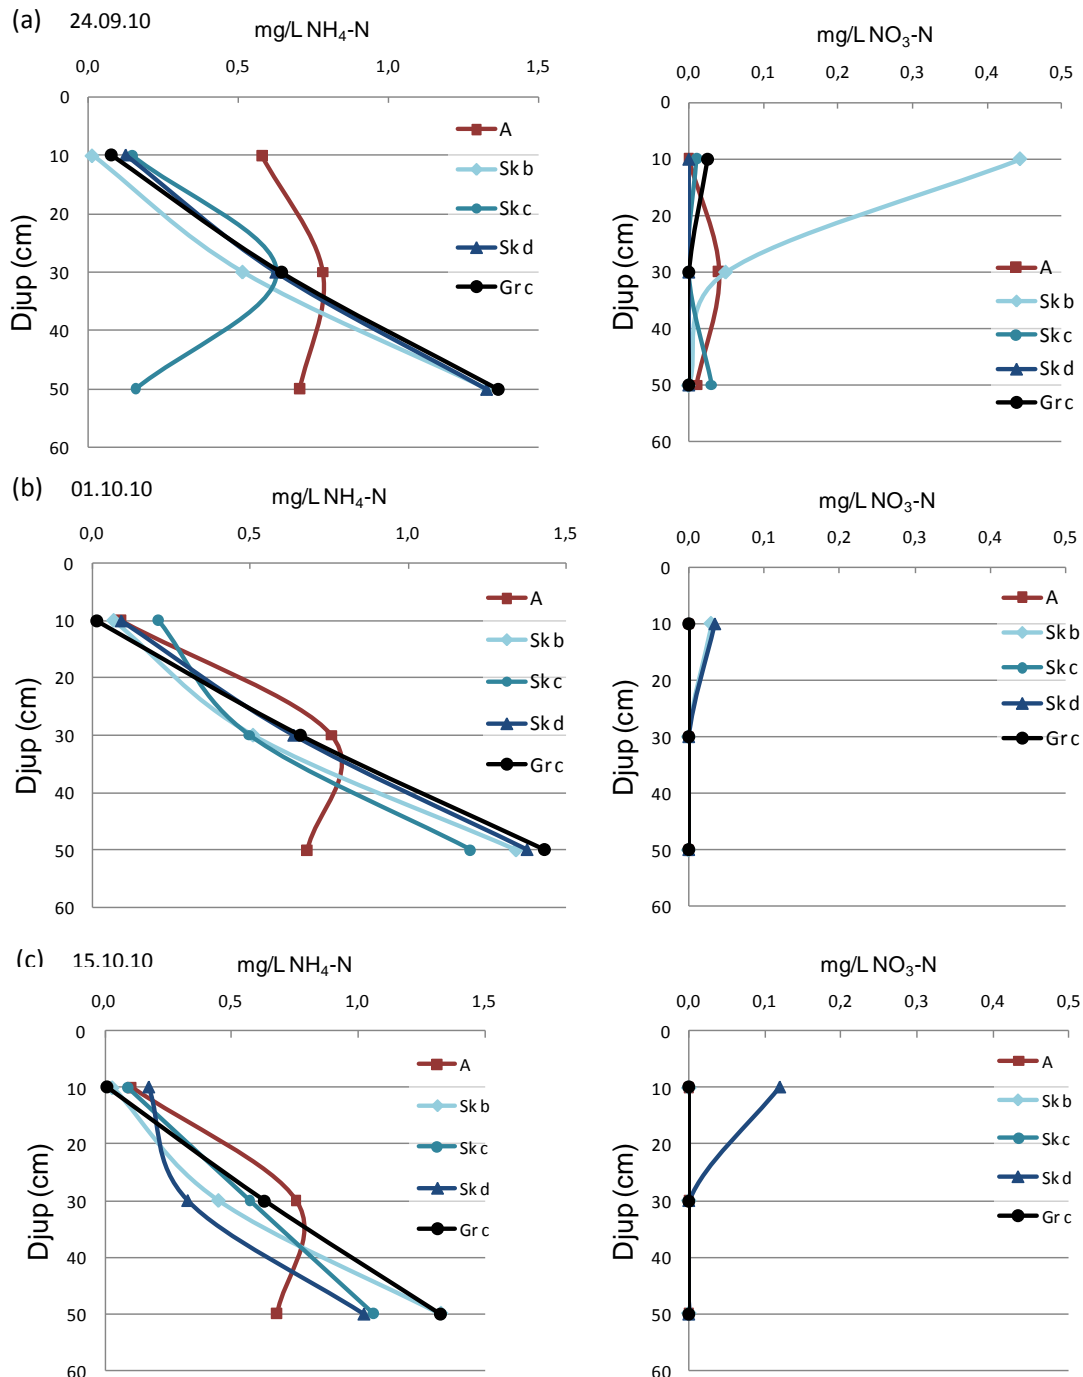 (a) 24.09.10
mg/L NH₄-N
0,0 0,5 1,0 1,5
0
10
20
30
40
50
60
Djup (cm)
A
Sk b
Sk c
Sk d
Gr c
mg/L NO₃-N
0,0 0,1 0,2 0,3 0,4 0,5
0
10
20
30
40
50
60
A
Sk b
Sk c
Sk d
Gr c
(b) 01.10.10
mg/L NH₄-N
0,0 0,5 1,0 1,5
0
10
20
30
40
50
60
Djup (cm)
A
Sk b
Sk c
Sk d
Gr c
mg/L NO₃-N
0,0 0,1 0,2 0,3 0,4 0,5
0
10
20
30
40
50
60
Djup (cm)
A
Sk b
Sk c
Sk d
Gr c
(c) 15.10.10
mg/L NH₄-N
0,0 0,5 1,0 1,5
0
10
20
30
40
50
60
Djup (cm)
A
Sk b
Sk c
Sk d
Gr c
mg/L NO₃-N
0,0 0,1 0,2 0,3 0,4 0,5
0
10
20
30
40
50
60
Djup (cm)
A
Sk b
Sk c
Sk d
Gr c